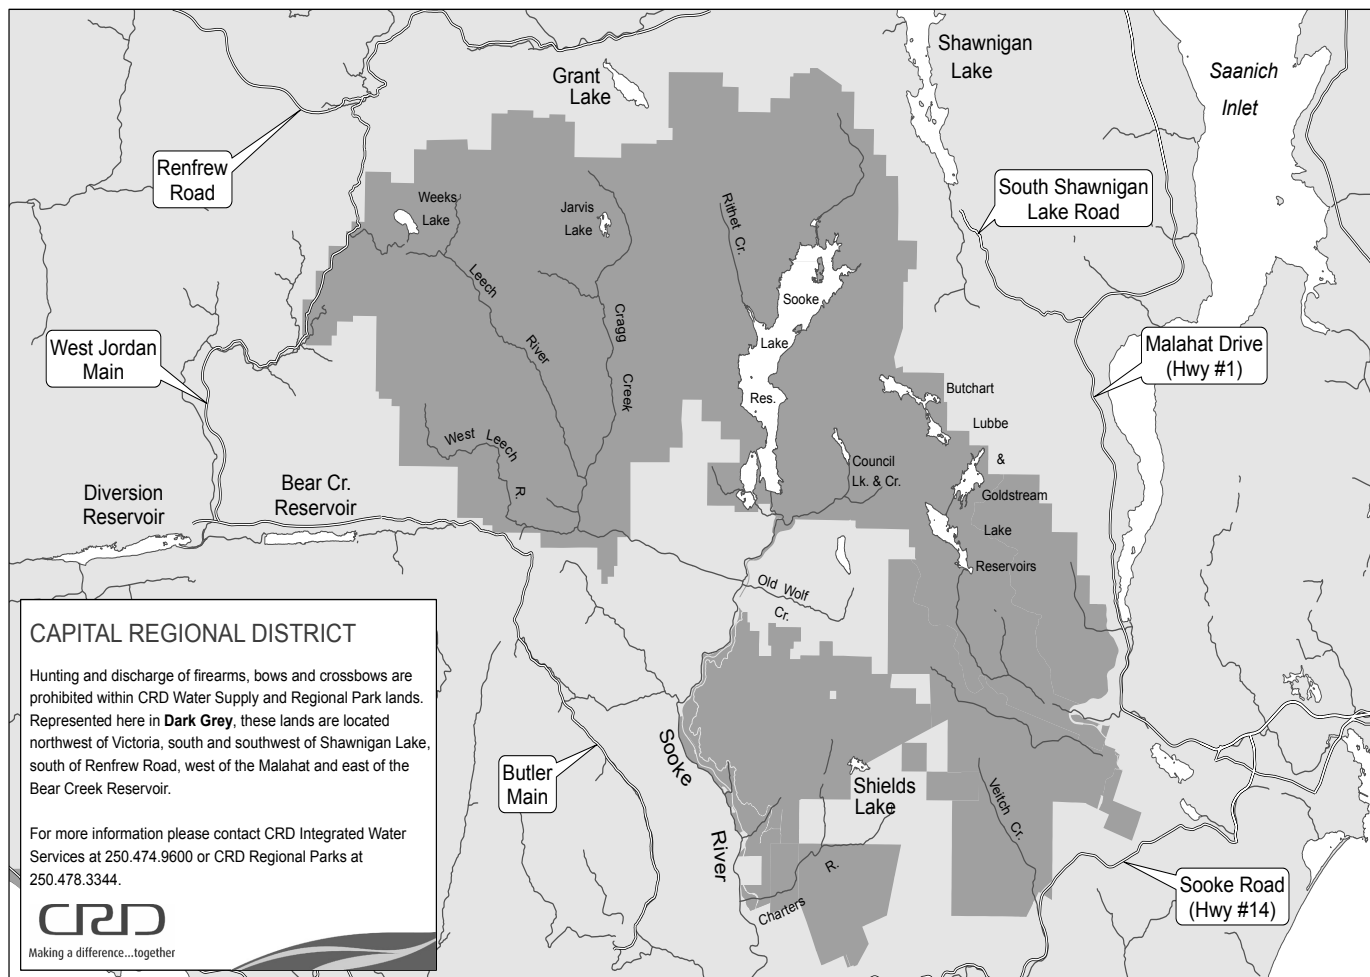 Shawnigan
Lake
Saanich
Inlet
Grant
Lake
Renfrew
Road
South Shawnigan
Lake Road
Weeks
Lake
Jarvis
Lake
Rithet Cr.
Leech
River
Cragg
Creek
Sooke
Lake
Res.
West Jordan
Main
Malahat Drive
(Hwy #1)
Butchart
Lubbe
&
Goldstream
Lake
Reservoirs
West Leech
R.
Council
Lk. & Cr.
Diversion
Reservoir
Bear Cr.
Reservoir
Old Wolf
Cr.
CAPITAL REGIONAL DISTRICT
Hunting and discharge of firearms, bows and crossbows are
prohibited within CRD Water Supply and Regional Park lands.
Represented here in Dark Grey, these lands are located
northwest of Victoria, south and southwest of Shawnigan Lake,
south of Renfrew Road, west of the Malahat and east of the
Bear Creek Reservoir.
For more information please contact CRD Integrated Water
Services at 250.474.9600 or CRD Regional Parks at
250.478.3344.
CRD
Making a difference...together
Butler
Main
Sooke
River
Shields
Lake
Veitch Cr.
Charters
R.
Sooke Road
(Hwy #14)